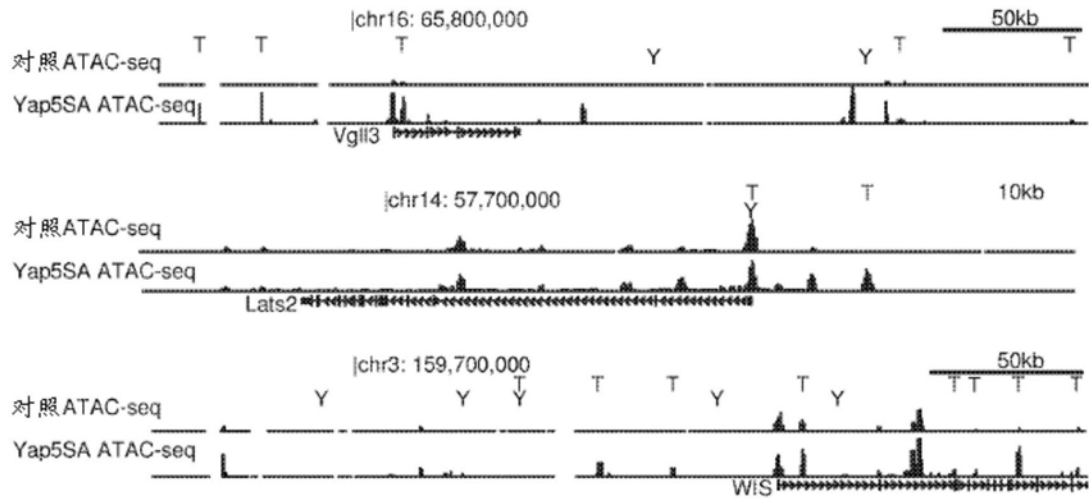 |chr16: 65,800,000 50kb
T T T Y Y T T
对照ATAC-seq
Yap5SA ATAC-seq
Vgll3
|chr14: 57,700,000 T T 10kb
Y
对照ATAC-seq
Yap5SA ATAC-seq
Lats2
|chr3: 159,700,000 50kb
T T T T T T T T
Y Y Y Y Y
对照ATAC-seq
Yap5SA ATAC-seq
WIS